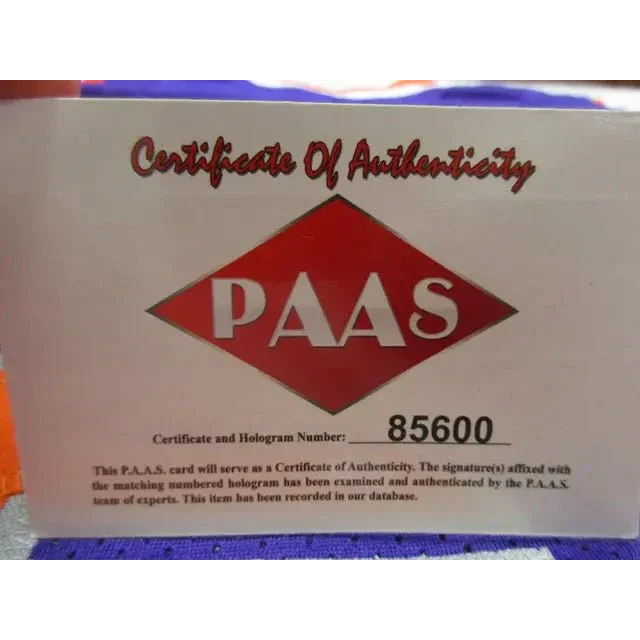 Certificate Of Authenticity
PAAS
Certificate and Hologram Number: 85600
This P.A.A.S. card will serve as a Certificate of Authenticity. The signature(s) affixed with
the matching numbered hologram has been examined and authenticated by the P.A.A.S.
team of experts. This item has been recorded in our database.